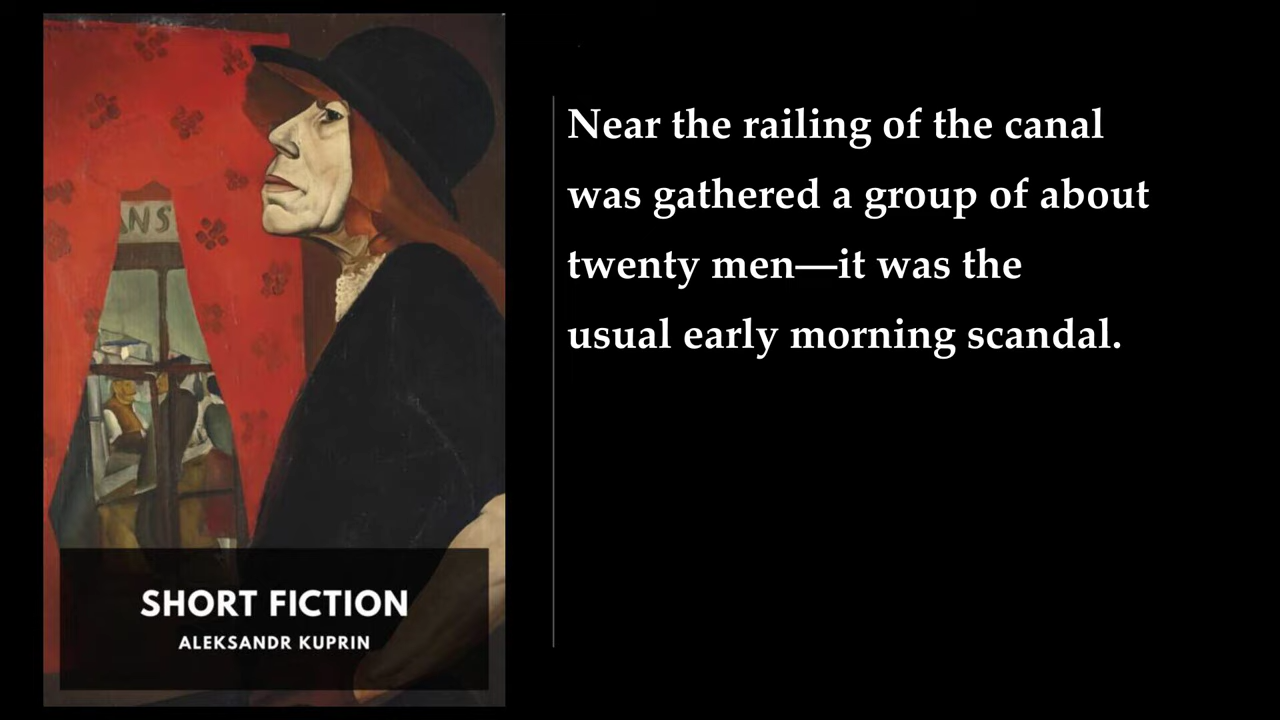 ANS
SHORT FICTION
ALEKSANDR KUPRIN
Near the railing of the canal
was gathered a group of about
twenty men—it was the
usual early morning scandal.